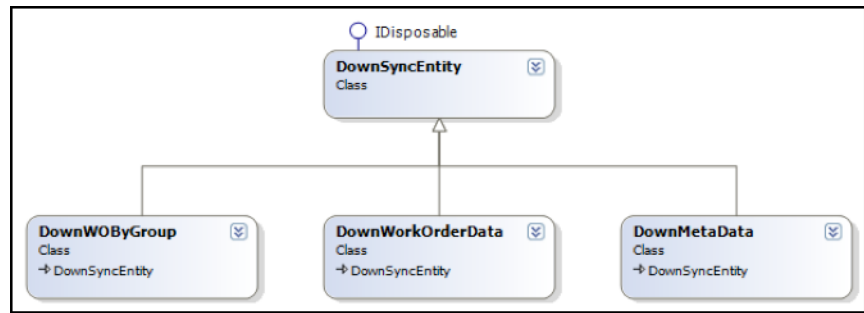 IDisposable
DownSyncEntity
Class
DownWOByGroup
Class
DownSyncEntity
DownWorkOrderData
Class
DownSyncEntity
DownMetaData
Class
DownSyncEntity